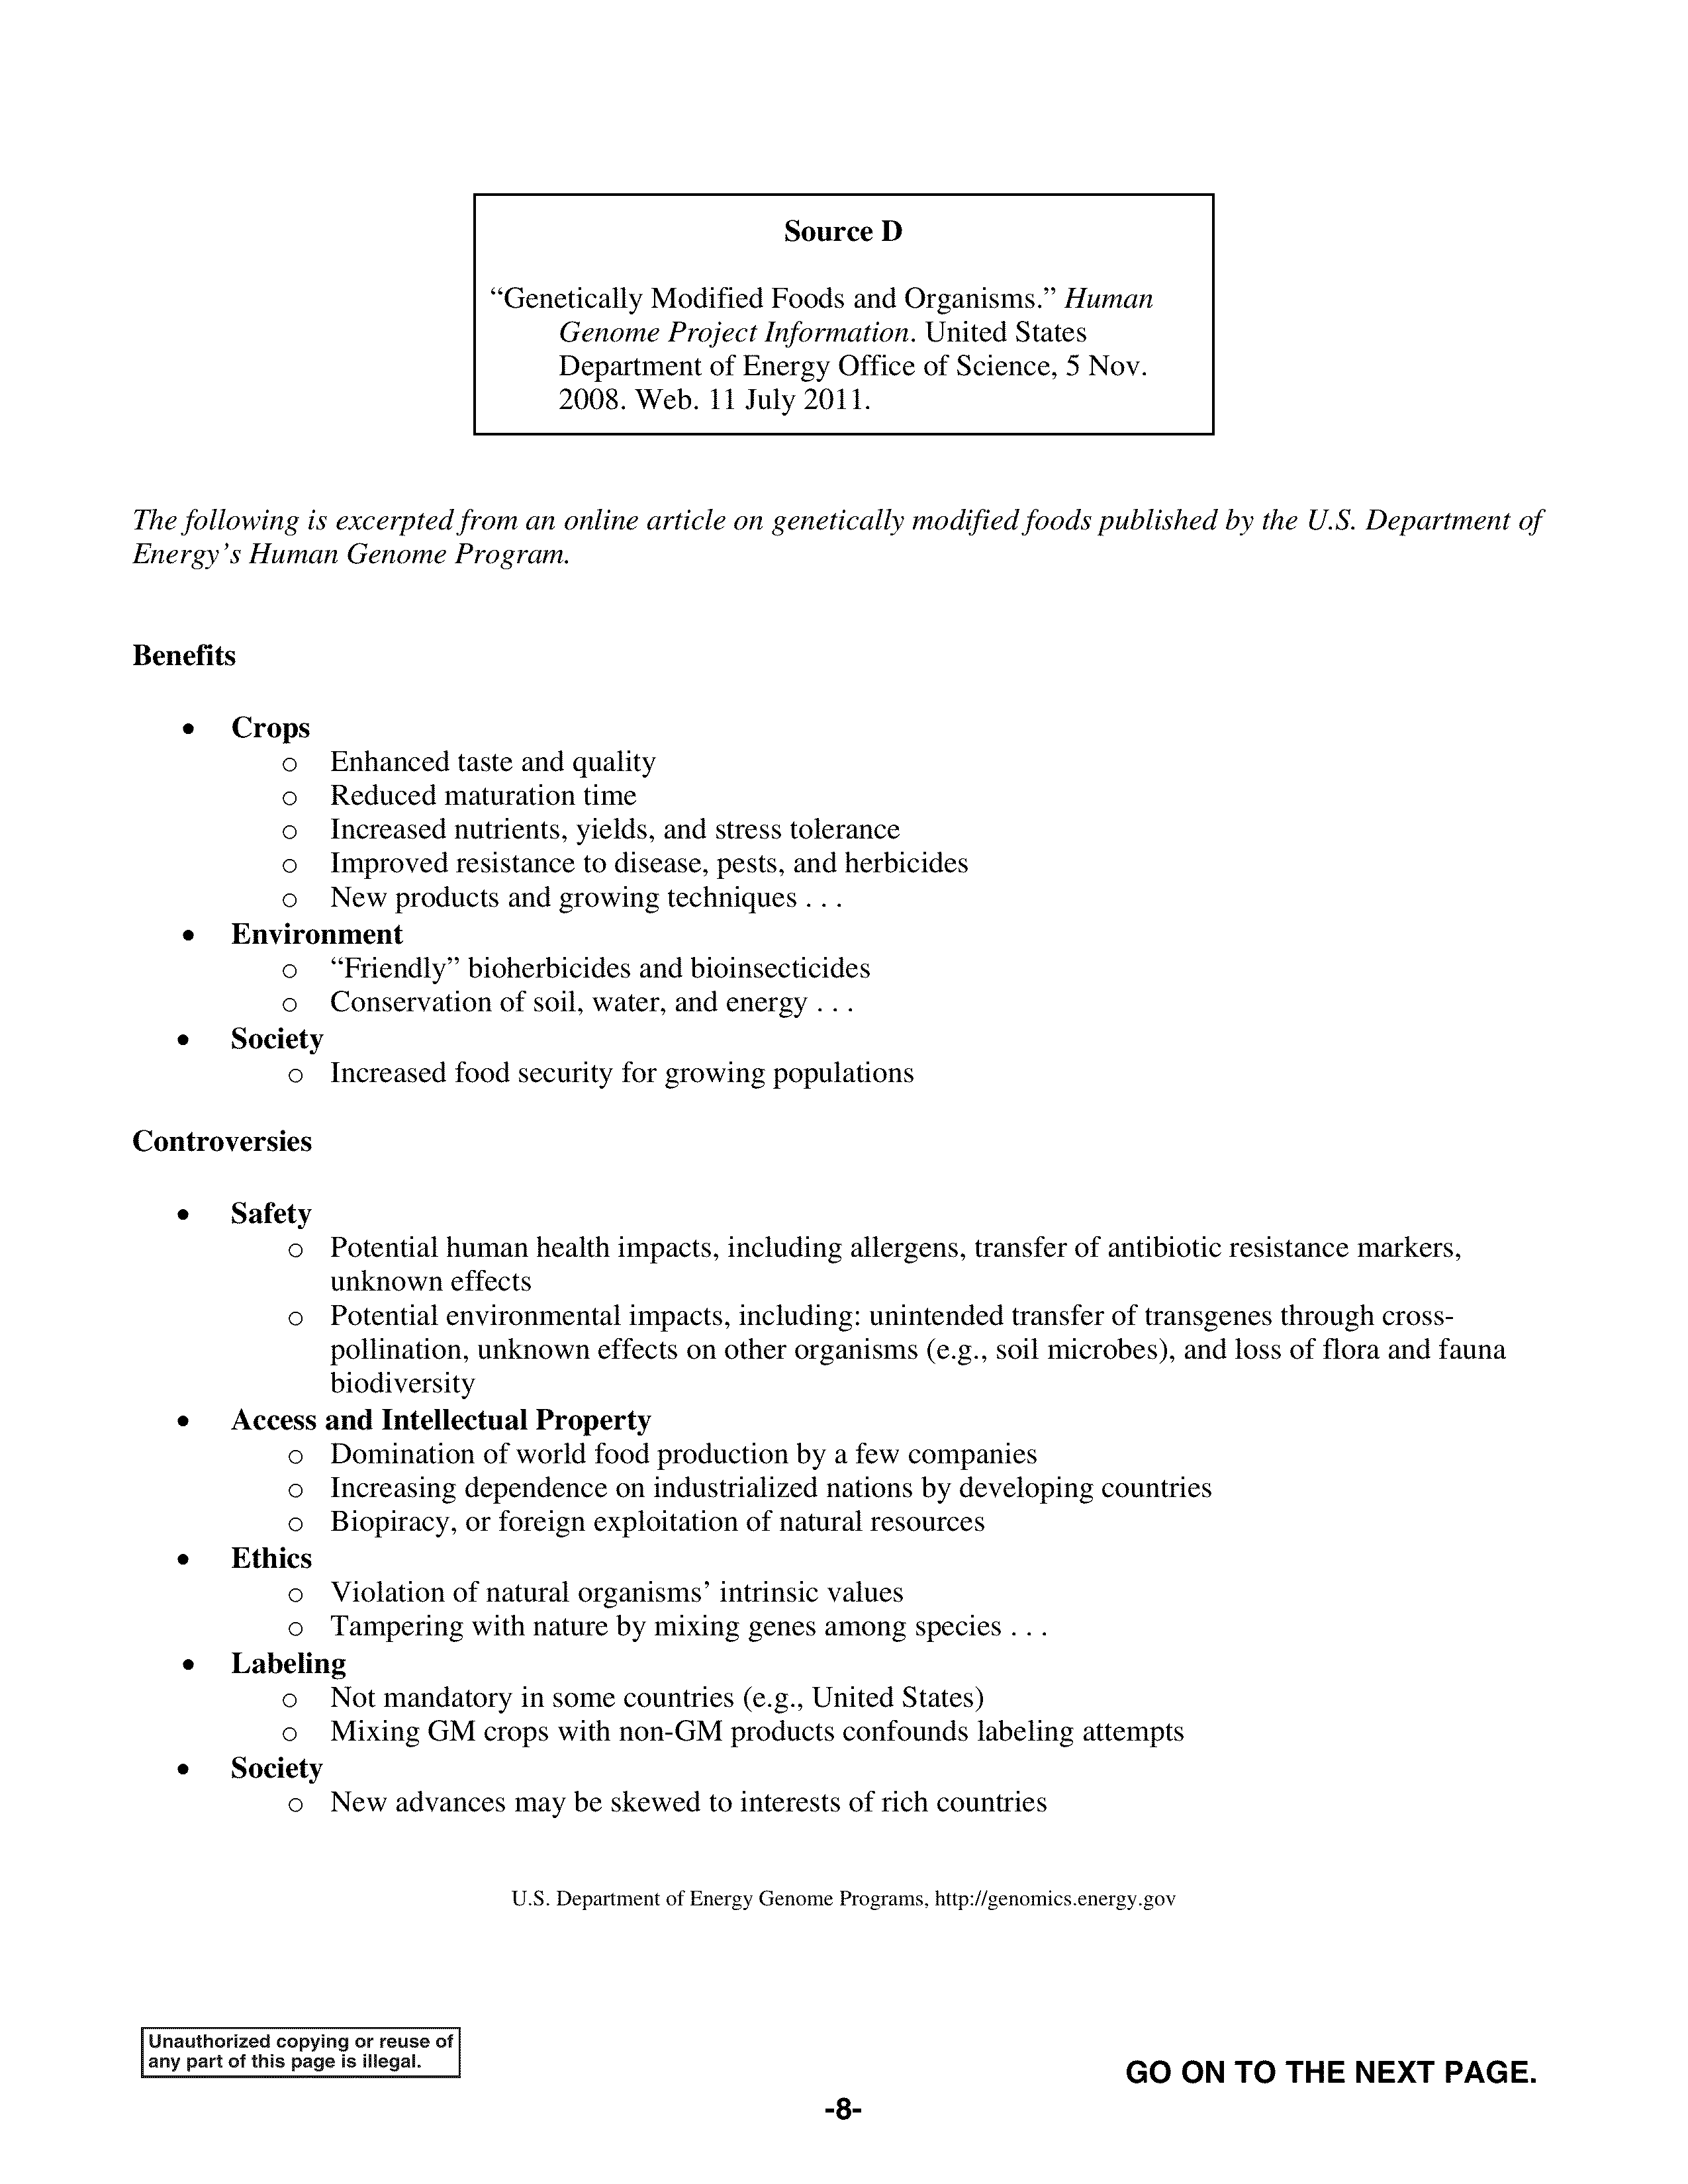 Source D
“Genetically Modified Foods and Organisms.” Human
Genome Project Information. United States
Department of Energy Office of Science, 5 Nov.
2008. Web. 11 July 2011.
The following is excerpted from an online article on genetically modified foods published by the U.S. Department of
Energy’s Human Genome Program.
Benefits
• Crops
o Enhanced taste and quality
o Reduced maturation time
o Increased nutrients, yields, and stress tolerance
o Improved resistance to disease, pests, and herbicides
o New products and growing techniques . . .
• Environment
o “Friendly” bioherbicides and bioinsecticides
o Conservation of soil, water, and energy . . .
• Society
o Increased food security for growing populations
Controversies
• Safety
o Potential human health impacts, including allergens, transfer of antibiotic resistance markers,
unknown effects
o Potential environmental impacts, including: unintended transfer of transgenes through cross-
pollination, unknown effects on other organisms (e.g., soil microbes), and loss of flora and fauna
biodiversity
• Access and Intellectual Property
o Domination of world food production by a few companies
o Increasing dependence on industrialized nations by developing countries
o Biopiracy, or foreign exploitation of natural resources
• Ethics
o Violation of natural organisms’ intrinsic values
o Tampering with nature by mixing genes among species . . .
• Labeling
o Not mandatory in some countries (e.g., United States)
o Mixing GM crops with non-GM products confounds labeling attempts
• Society
o New advances may be skewed to interests of rich countries
U.S. Department of Energy Genome Programs, http://genomics.energy.gov
Unauthorized copying or reuse of
any part of this page is illegal.
GO ON TO THE NEXT PAGE.
-8-